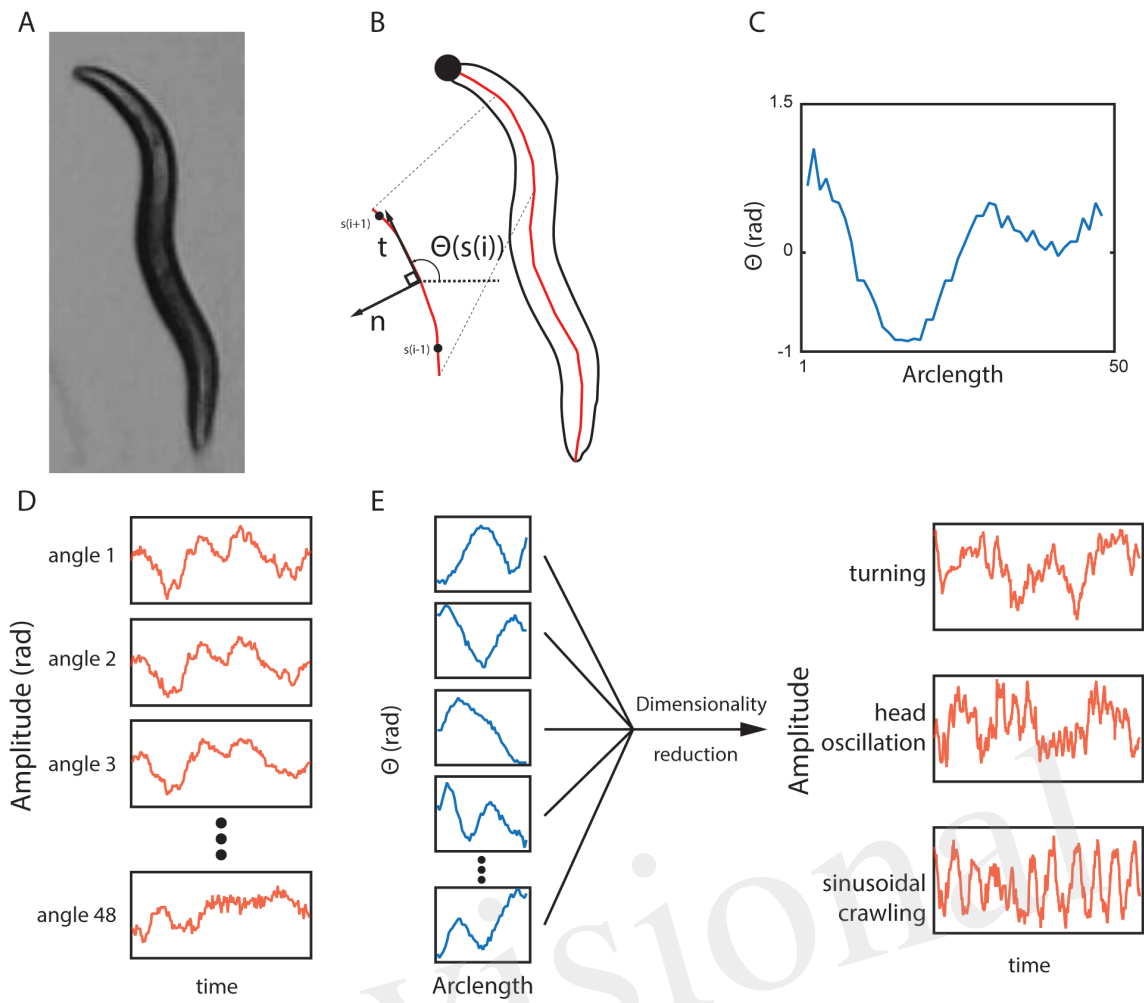 A
B
C
s(i+1)
t
Θ(s(i))
n
s(i-1)
1.5
Θ (rad)
0
-1
1
Arclength
50
D
Amplitude (rad)
angle 1
angle 2
angle 3
angle 48
time
E
Θ (rad)
Arclength
Dimensionality
reduction
Amplitude
turning
head
oscillation
sinusoidal
crawling
time
visional